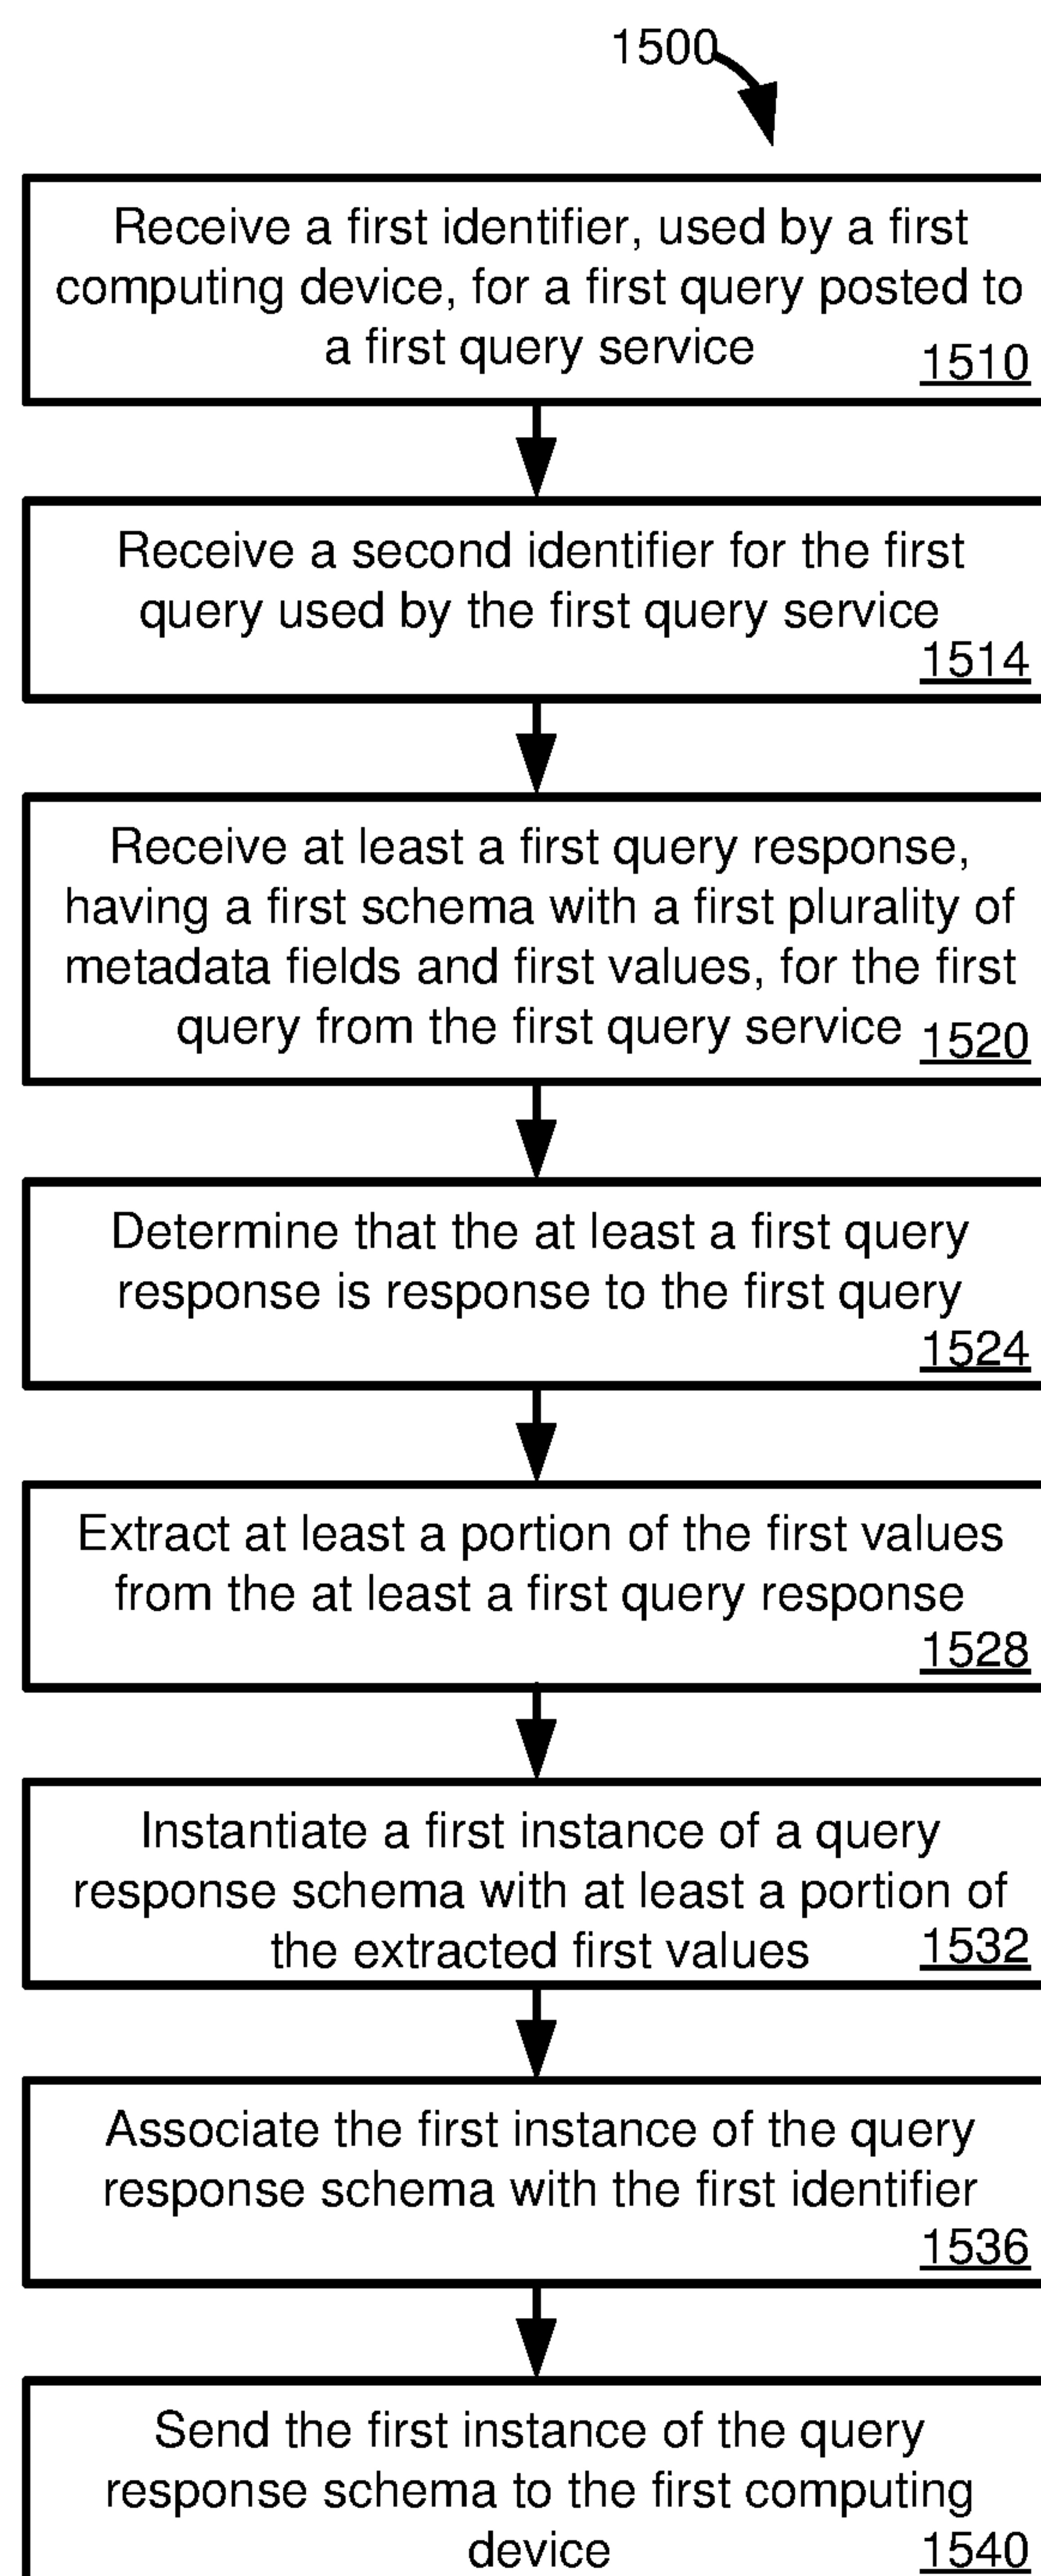 1500
Receive a first identifier, used by a first
computing device, for a first query posted to
a first query service
1510
Receive a second identifier for the first
query used by the first query service
1514
Receive at least a first query response,
having a first schema with a first plurality of
metadata fields and first values, for the first
query from the first query service
1520
Determine that the at least a first query
response is response to the first query
1524
Extract at least a portion of the first values
from the at least a first query response
1528
Instantiate a first instance of a query
response schema with at least a portion of
the extracted first values
1532
Associate the first instance of the query
response schema with the first identifier
1536
Send the first instance of the query
response schema to the first computing
device
1540